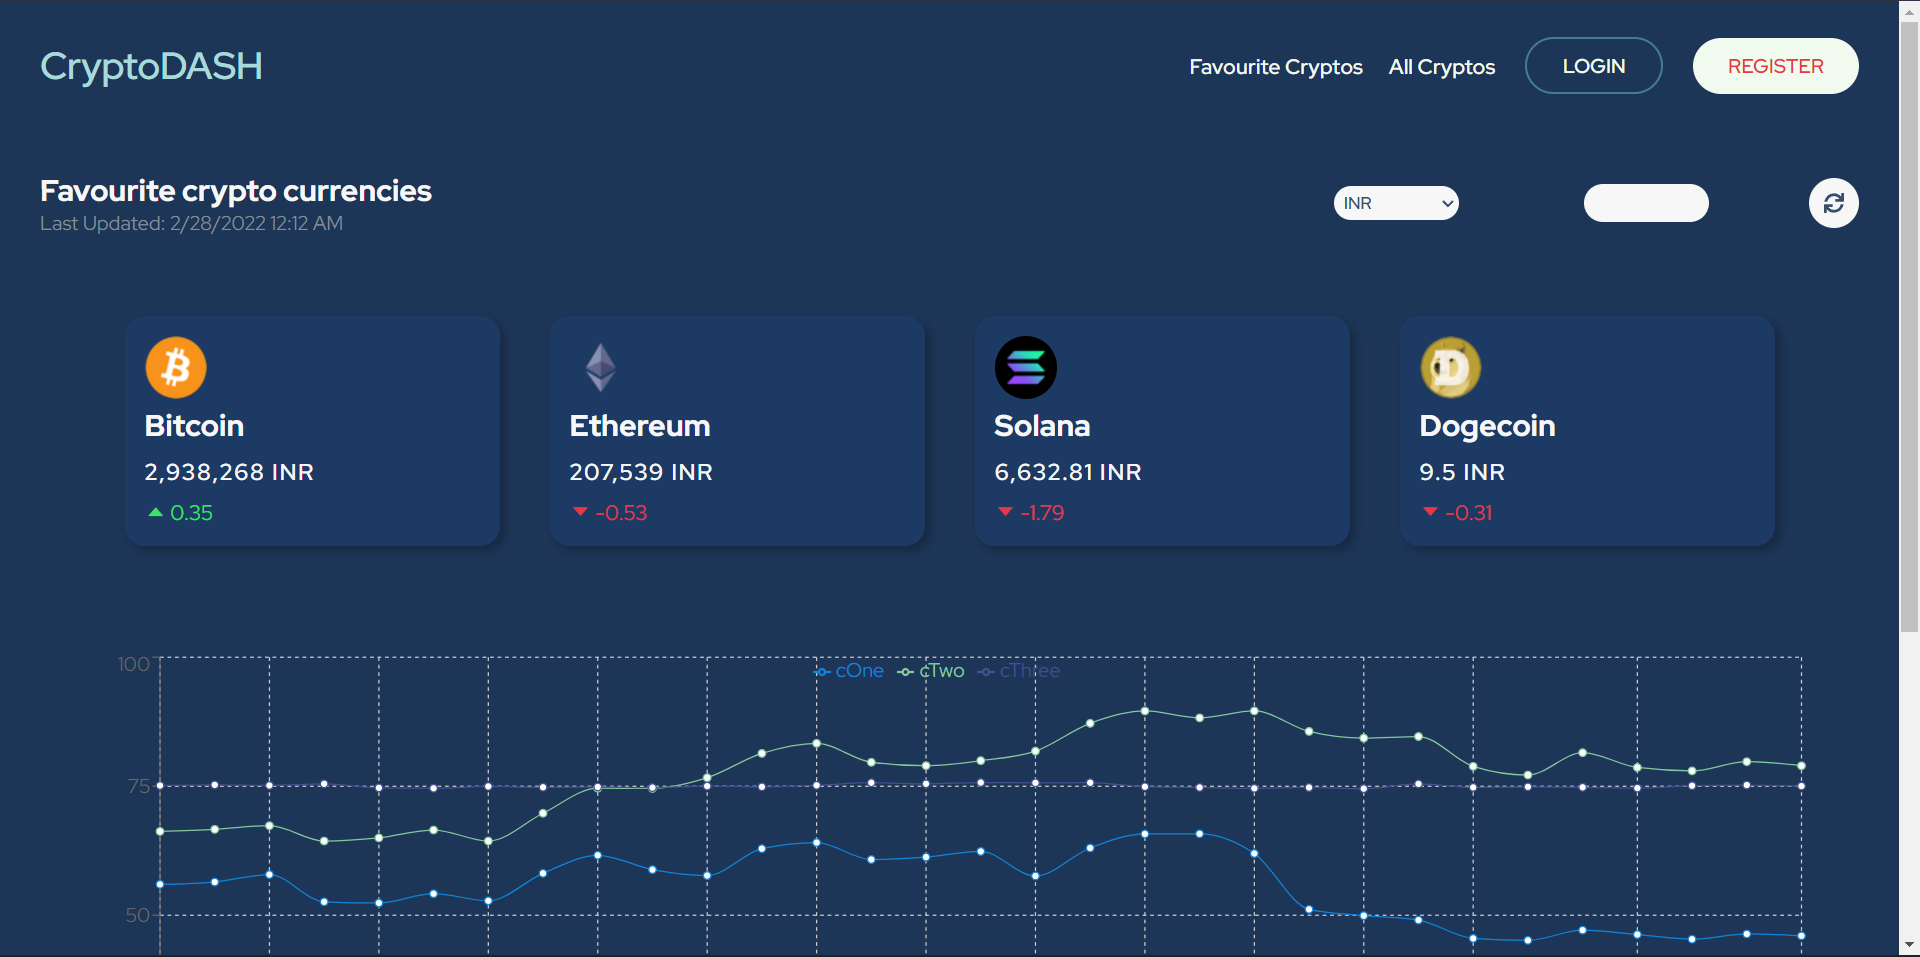 CryptoDASH
Favourite Cryptos All Cryptos LOGIN REGISTER
Favourite crypto currencies
Last Updated: 2/28/2022 12:12 AM
INR
Bitcoin
2,938,268 INR
0.35
Ethereum
207,539 INR
-0.53
Solana
6,632.81 INR
-1.79
Dogecoin
9.5 INR
-0.31
cOne cTwo cThree
100
75
50